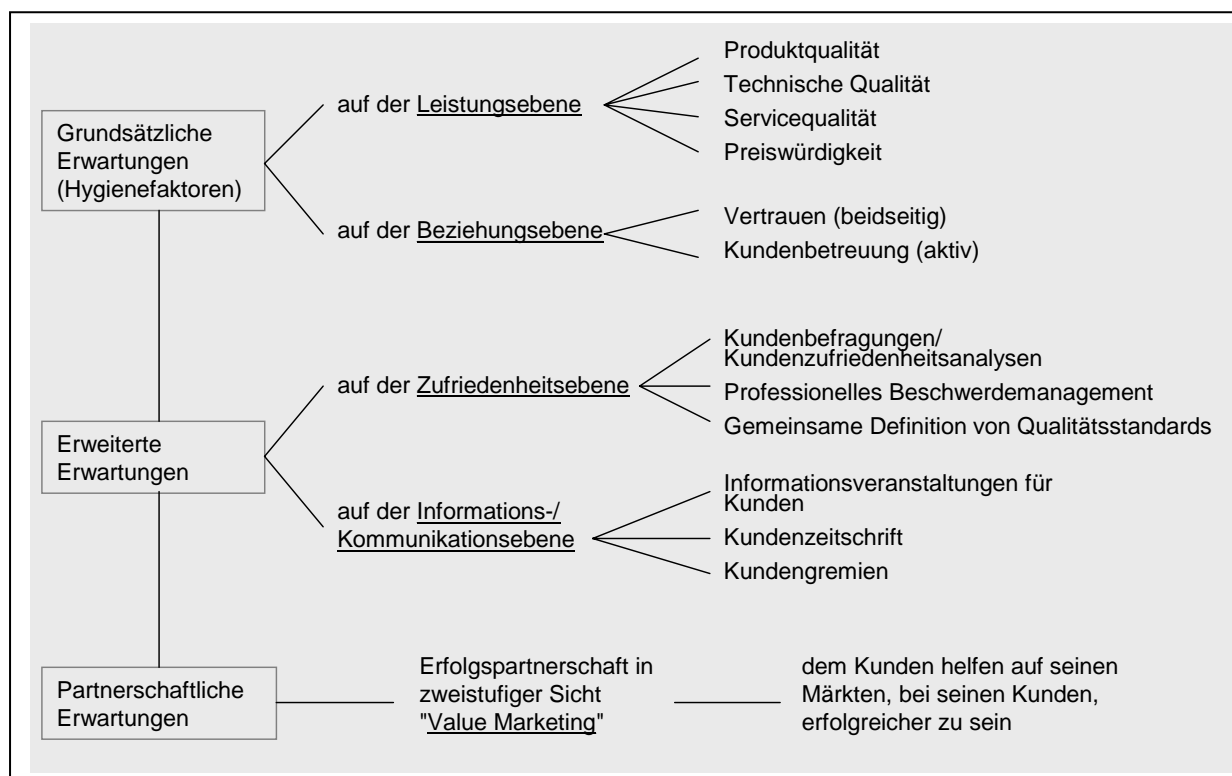 Grundsätzliche
Erwartungen
(Hygienefaktoren)
auf der Leistungsebene
Produktqualität
Technische Qualität
Servicequalität
Preiswürdigkeit
auf der Beziehungsebene
Vertrauen (beidseitig)
Kundenbetreuung (aktiv)
Erweiterte
Erwartungen
auf der Zufriedenheitsebene
Kundenbefragungen/
Kundenzufriedenheitsanalysen
Professionelles Beschwerdemanagement
Gemeinsame Definition von Qualitätsstandards
auf der Informations-/
Kommunikationsebene
Informationsveranstaltungen für
Kunden
Kundenzeitschrift
Kundengremien
Partnerschaftliche
Erwartungen
Erfolgspartnerschaft in
zweistufiger Sicht
"Value Marketing"
dem Kunden helfen auf seinen
Märkten, bei seinen Kunden,
erfolgreicher zu sein